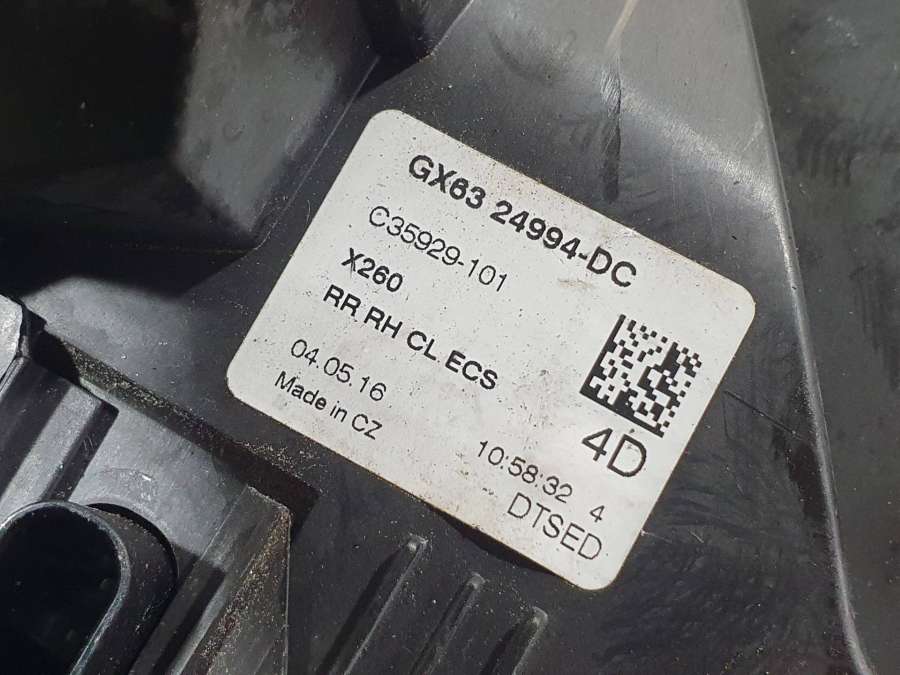 GX63 24994-DC
C35929-101
X260
RR RH CL ECS
04.05.16
Made in CZ
4D
10:58:32 4
DTSED